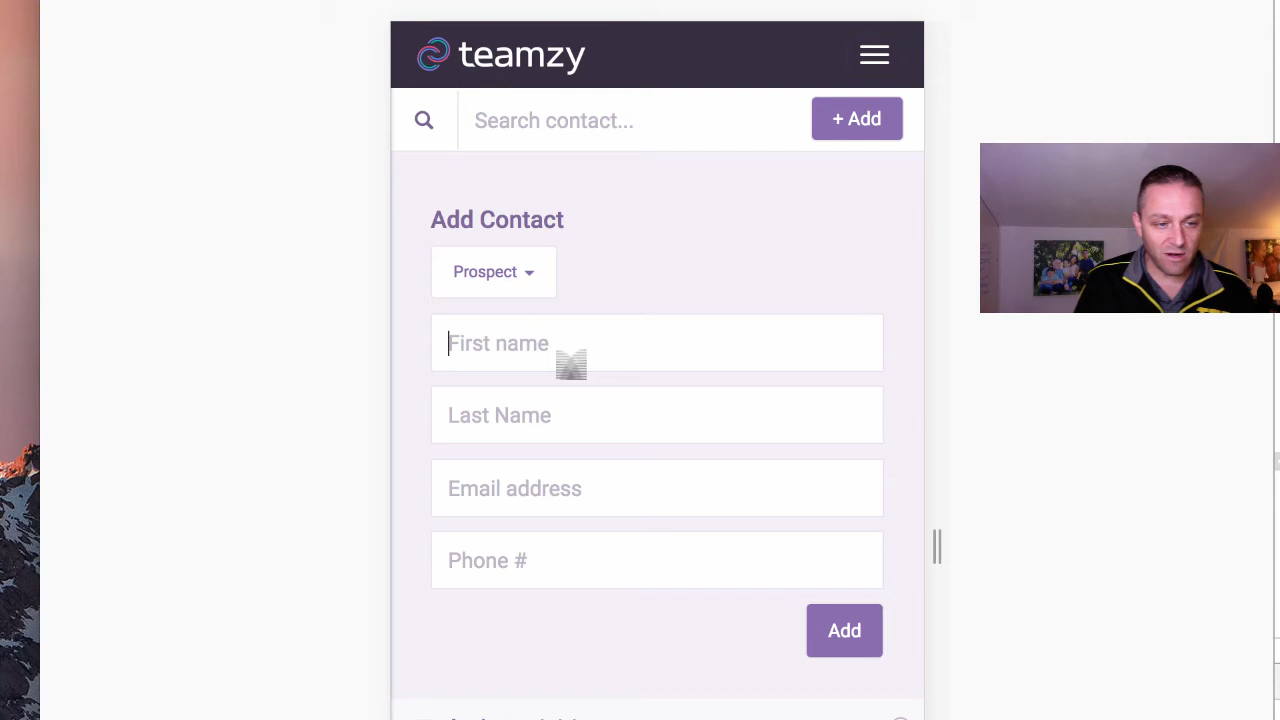 teamzy
Search contact...
+ Add
Add Contact
Prospect
First name
Last Name
Email address
Phone #
Add